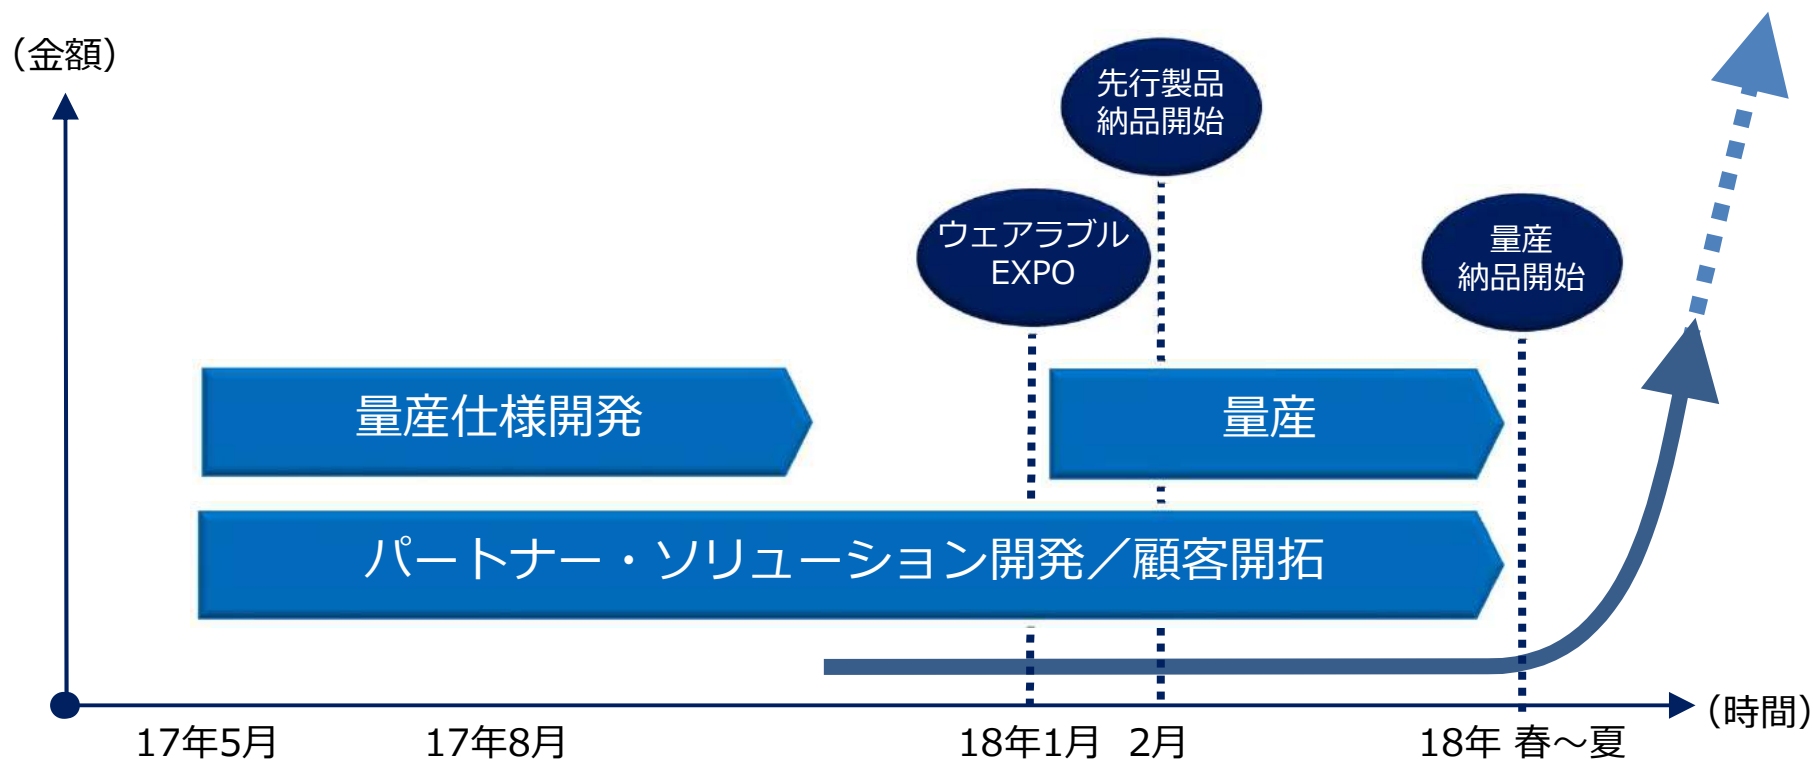 （金額）
先行製品
納品開始
ウェアラブル
EXPO
量産
納品開始
量産仕様開発
量産
パートナー・ソリューション開発／顧客開拓
（時間）
17年5月 17年8月 18年1月 2月 18年 春～夏